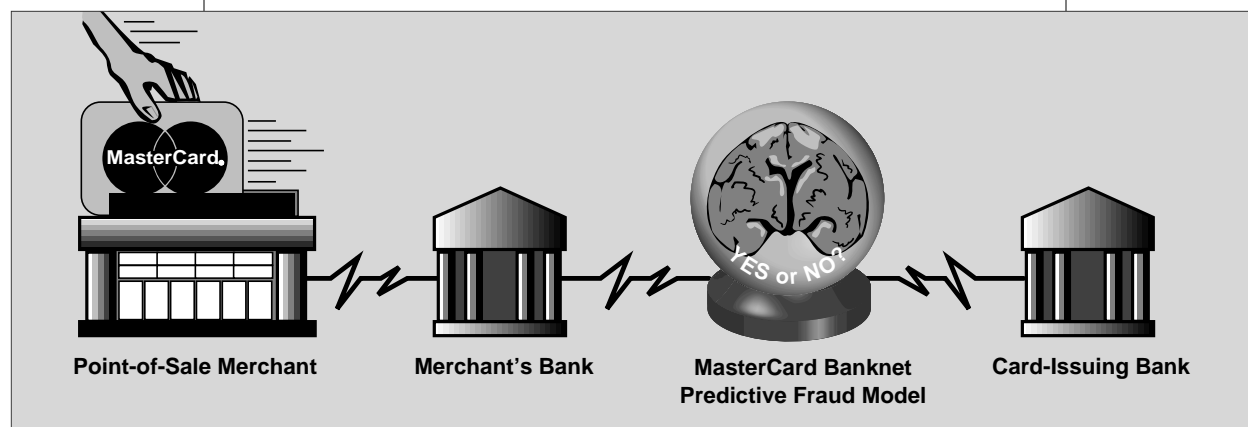 MasterCard.
YES or NO?
Point-of-Sale Merchant
Merchant’s Bank
MasterCard Banknet
Predictive Fraud Model
Card-Issuing Bank